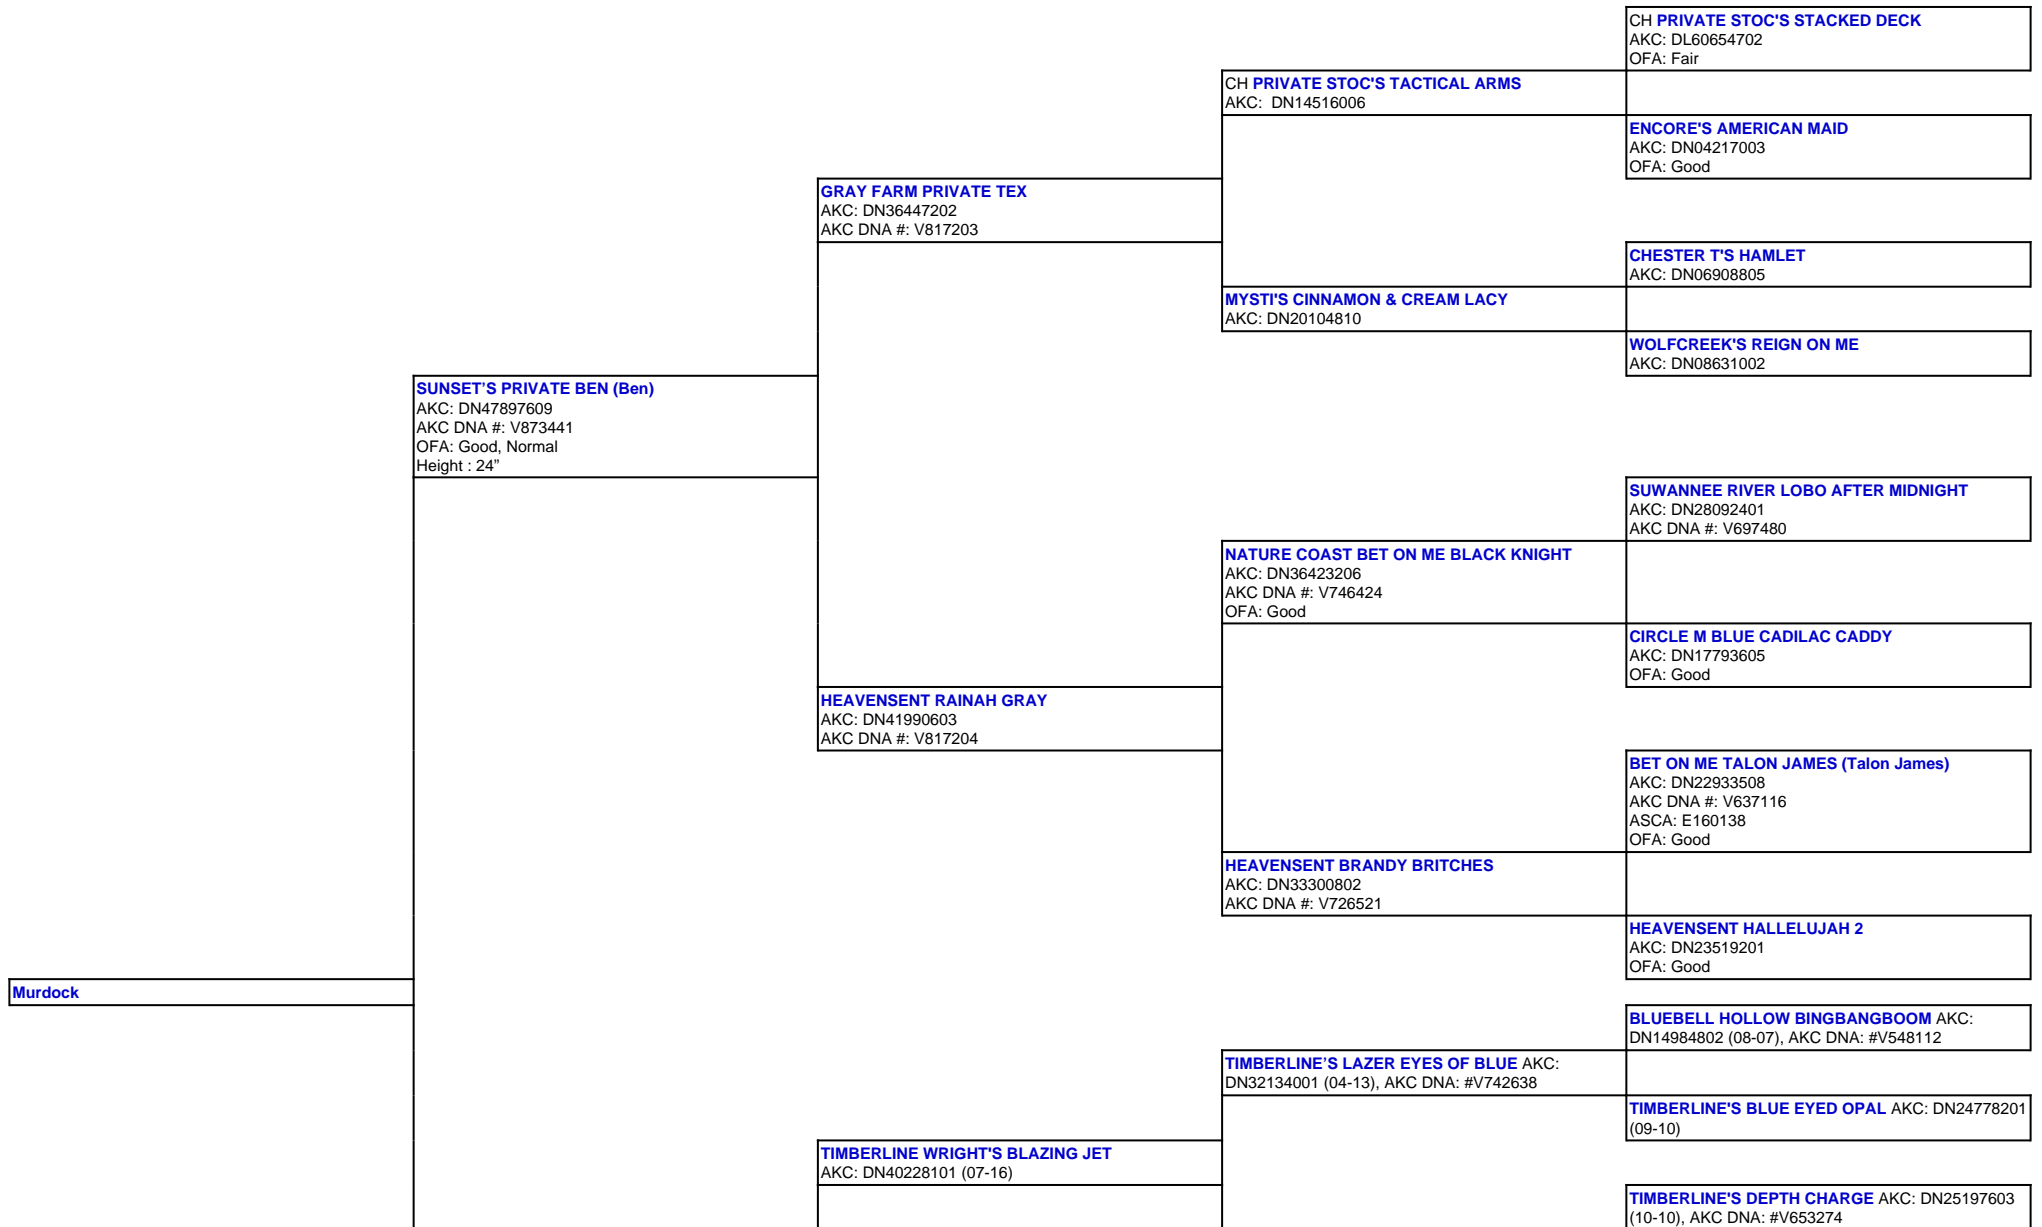 CH PRIVATE STOC'S STACKED DECK
AKC: DL60654702
OFA: Fair
CH PRIVATE STOC'S TACTICAL ARMS
AKC:  DN14516006
ENCORE'S AMERICAN MAID
AKC: DN04217003
OFA: Good
GRAY FARM PRIVATE TEX
AKC: DN36447202
AKC DNA #: V817203
CHESTER T'S HAMLET
AKC: DN06908805
MYSTI'S CINNAMON & CREAM LACY
AKC: DN20104810
WOLFCREEK'S REIGN ON ME
AKC: DN08631002
SUNSET’S PRIVATE BEN (Ben)
AKC: DN47897609
AKC DNA #: V873441
OFA: Good, Normal
Height : 24”
SUWANNEE RIVER LOBO AFTER MIDNIGHT
AKC: DN28092401
AKC DNA #: V697480
NATURE COAST BET ON ME BLACK KNIGHT
AKC: DN36423206
AKC DNA #: V746424
OFA: Good
CIRCLE M BLUE CADILAC CADDY
AKC: DN17793605
OFA: Good
HEAVENSENT RAINAH GRAY
AKC: DN41990603
AKC DNA #: V817204
BET ON ME TALON JAMES (Talon James)
AKC: DN22933508
AKC DNA #: V637116
ASCA: E160138
OFA: Good
HEAVENSENT BRANDY BRITCHES
AKC: DN33300802
AKC DNA #: V726521
HEAVENSENT HALLELUJAH 2
AKC: DN23519201
OFA: Good
Murdock
BLUEBELL HOLLOW BINGBANGBOOM AKC:
DN14984802 (08-07), AKC DNA: #V548112
TIMBERLINE’S LAZER EYES OF BLUE AKC:
DN32134001 (04-13), AKC DNA: #V742638
TIMBERLINE'S BLUE EYED OPAL AKC: DN24778201
(09-10)
TIMBERLINE WRIGHT'S BLAZING JET
AKC: DN40228101 (07-16)
TIMBERLINE'S DEPTH CHARGE AKC: DN25197603
(10-10), AKC DNA: #V653274